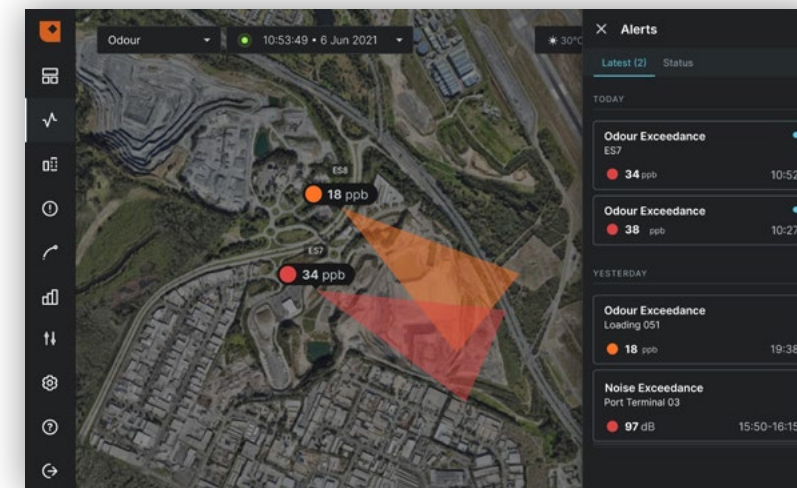 Odour
10:53:49 • 6 Jun 2021
30°C
Alerts
Latest (2) Status
TODAY
Odour Exceedance
ES7
34 ppb 10:52
Odour Exceedance
38 ppb 10:27
YESTERDAY
Odour Exceedance
Loading 051
18 ppb 19:38
Noise Exceedance
Port Terminal 03
97 dB 15:50-16:15
ES8
18 ppb
ES7
34 ppb